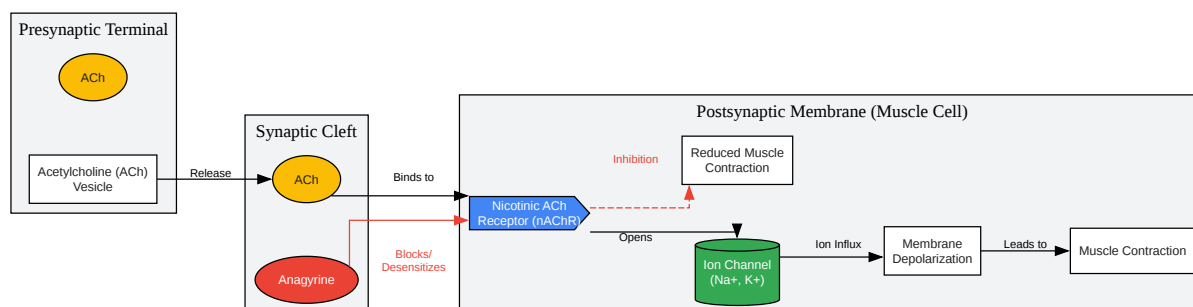 Presynaptic Terminal
ACh
Acetylcholine (ACh)
Vesicle
Release
Synaptic Cleft
ACh
Anagyrine
Binds to
Blocks/
Desensitizes
Postsynaptic Membrane (Muscle Cell)
Nicotinic ACh
Receptor (nAChR)
Inhibition
Reduced Muscle
Contraction
Opens
Ion Channel
(Na+, K+)
Ion Influx
Membrane
Depolarization
Leads to
Muscle Contraction